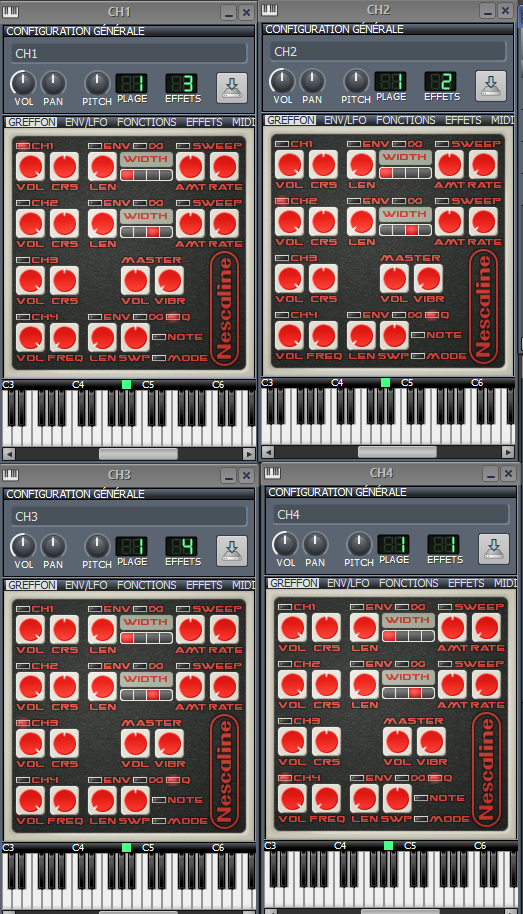 CH1
CONFIGURATION GÉNÉRALE
CH1
VOL PAN PITCH PLAGE 1 EFFETS 3
GREFFON ENV/LFO FONCTIONS EFFETS MIDI
CH1 ENV SWEEP
WIDTH
VOL CRS LEN AMT RATE
CH2 ENV SWEEP
WIDTH
VOL CRS LEN AMT RATE
CH3 MASTER
VOL CRS VOL VIBR
CH4 ENV Q
NOTE
VOL FREQ LEN SWP MODE
Nescaline
C3 C4 C5 C6
CH2
CONFIGURATION GÉNÉRALE
CH2
VOL PAN PITCH PLAGE 1 EFFETS 2
GREFFON ENV/LFO FONCTIONS EFFETS MIDI
CH1 ENV SWEEP
WIDTH
VOL CRS LEN AMT RATE
CH2 ENV SWEEP
WIDTH
VOL CRS LEN AMT RATE
CH3 MASTER
VOL CRS VOL VIBR
CH4 ENV Q
NOTE
VOL FREQ LEN SWP MODE
Nescaline
C3 C4 C5 C6
CH3
CONFIGURATION GÉNÉRALE
CH3
VOL PAN PITCH PLAGE 1 EFFETS 4
GREFFON ENV/LFO FONCTIONS EFFETS MIDI
CH1 ENV SWEEP
WIDTH
VOL CRS LEN AMT RATE
CH2 ENV SWEEP
WIDTH
VOL CRS LEN AMT RATE
CH3 MASTER
VOL CRS VOL VIBR
CH4 ENV Q
NOTE
VOL FREQ LEN SWP MODE
Nescaline
C3 C4 C5 C6
CH4
CONFIGURATION GÉNÉRALE
CH4
VOL PAN PITCH PLAGE 1 EFFETS 1
GREFFON ENV/LFO FONCTIONS EFFETS MIDI
CH1 ENV SWEEP
WIDTH
VOL CRS LEN AMT RATE
CH2 ENV SWEEP
WIDTH
VOL CRS LEN AMT RATE
CH3 MASTER
VOL CRS VOL VIBR
CH4 ENV Q
NOTE
VOL FREQ LEN SWP MODE
Nescaline
C3 C4 C5 C6